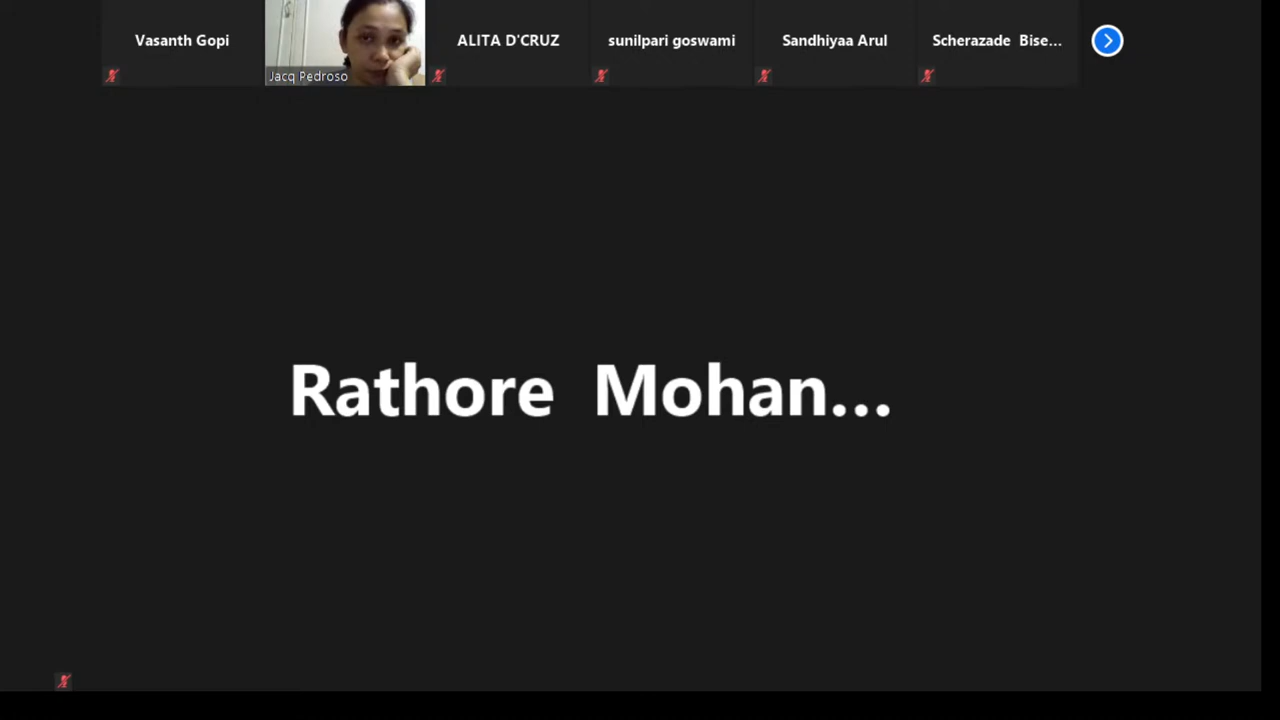 Vasanth Gopi
Jacq Pedroso
ALITA D'CRUZ
sunilpari goswami
Sandhiyaa Arul
Scherazade Bise...
Rathore Mohan...